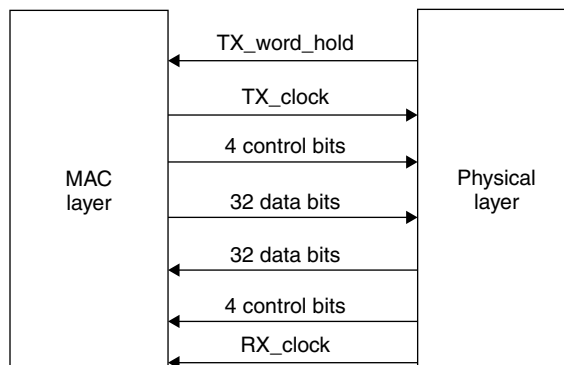 TX_word_hold
TX_clock
4 control bits
MAC
layer
Physical
layer
32 data bits
32 data bits
4 control bits
RX_clock